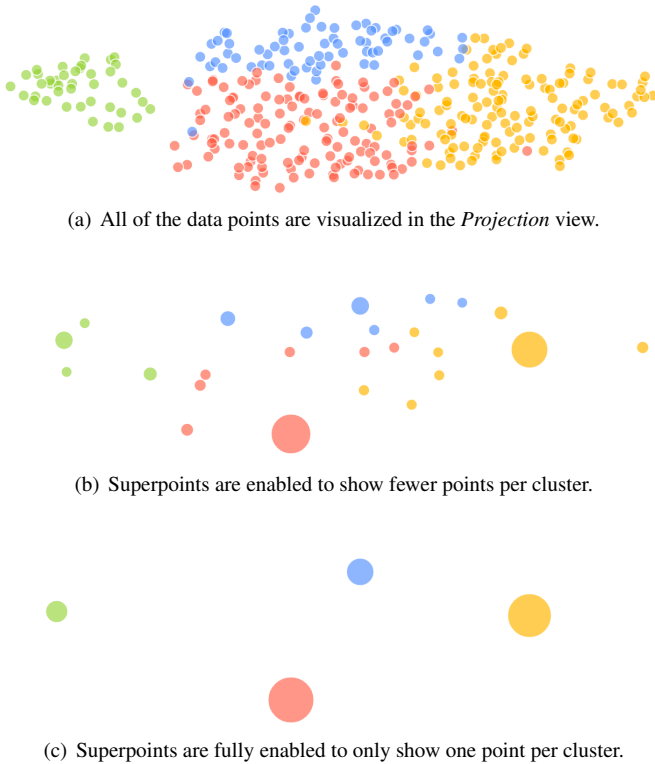 (a) All of the data points are visualized in the Projection view.
(b) Superpoints are enabled to show fewer points per cluster.
(c) Superpoints are fully enabled to only show one point per cluster.